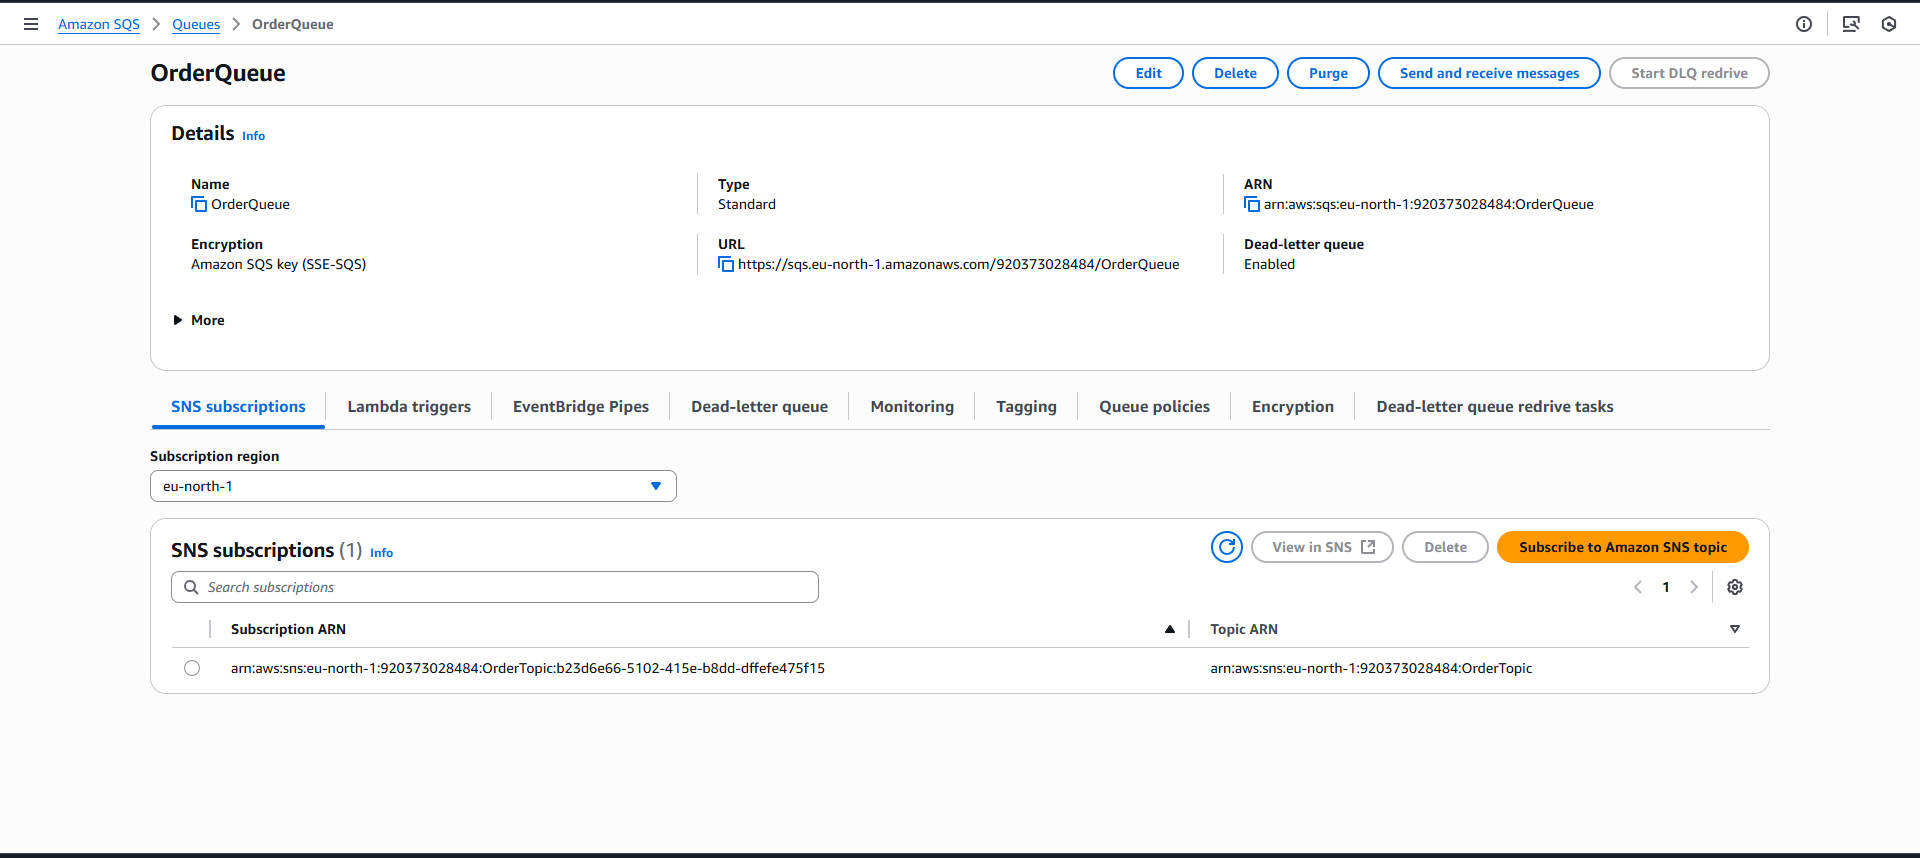 Amazon SQS > Queues > OrderQueue
OrderQueue
Edit Delete Purge Send and receive messages Start DLQ redrive
Details Info
Name Type ARN
OrderQueue Standard arn:aws:sqs:eu-north-1:920373028484:OrderQueue
Encryption URL Dead-letter queue
Amazon SQS key (SSE-SQS) https://sqs.eu-north-1.amazonaws.com/920373028484/OrderQueue Enabled
More
SNS subscriptions Lambda triggers EventBridge Pipes Dead-letter queue Monitoring Tagging Queue policies Encryption Dead-letter queue redrive tasks
Subscription region
eu-north-1
SNS subscriptions (1) Info View in SNS Delete Subscribe to Amazon SNS topic
Search subscriptions 1
Subscription ARN Topic ARN
arn:aws:sns:eu-north-1:920373028484:OrderTopic:b23d6e66-5102-415e-b8dd-dffefe475f15 arn:aws:sns:eu-north-1:920373028484:OrderTopic